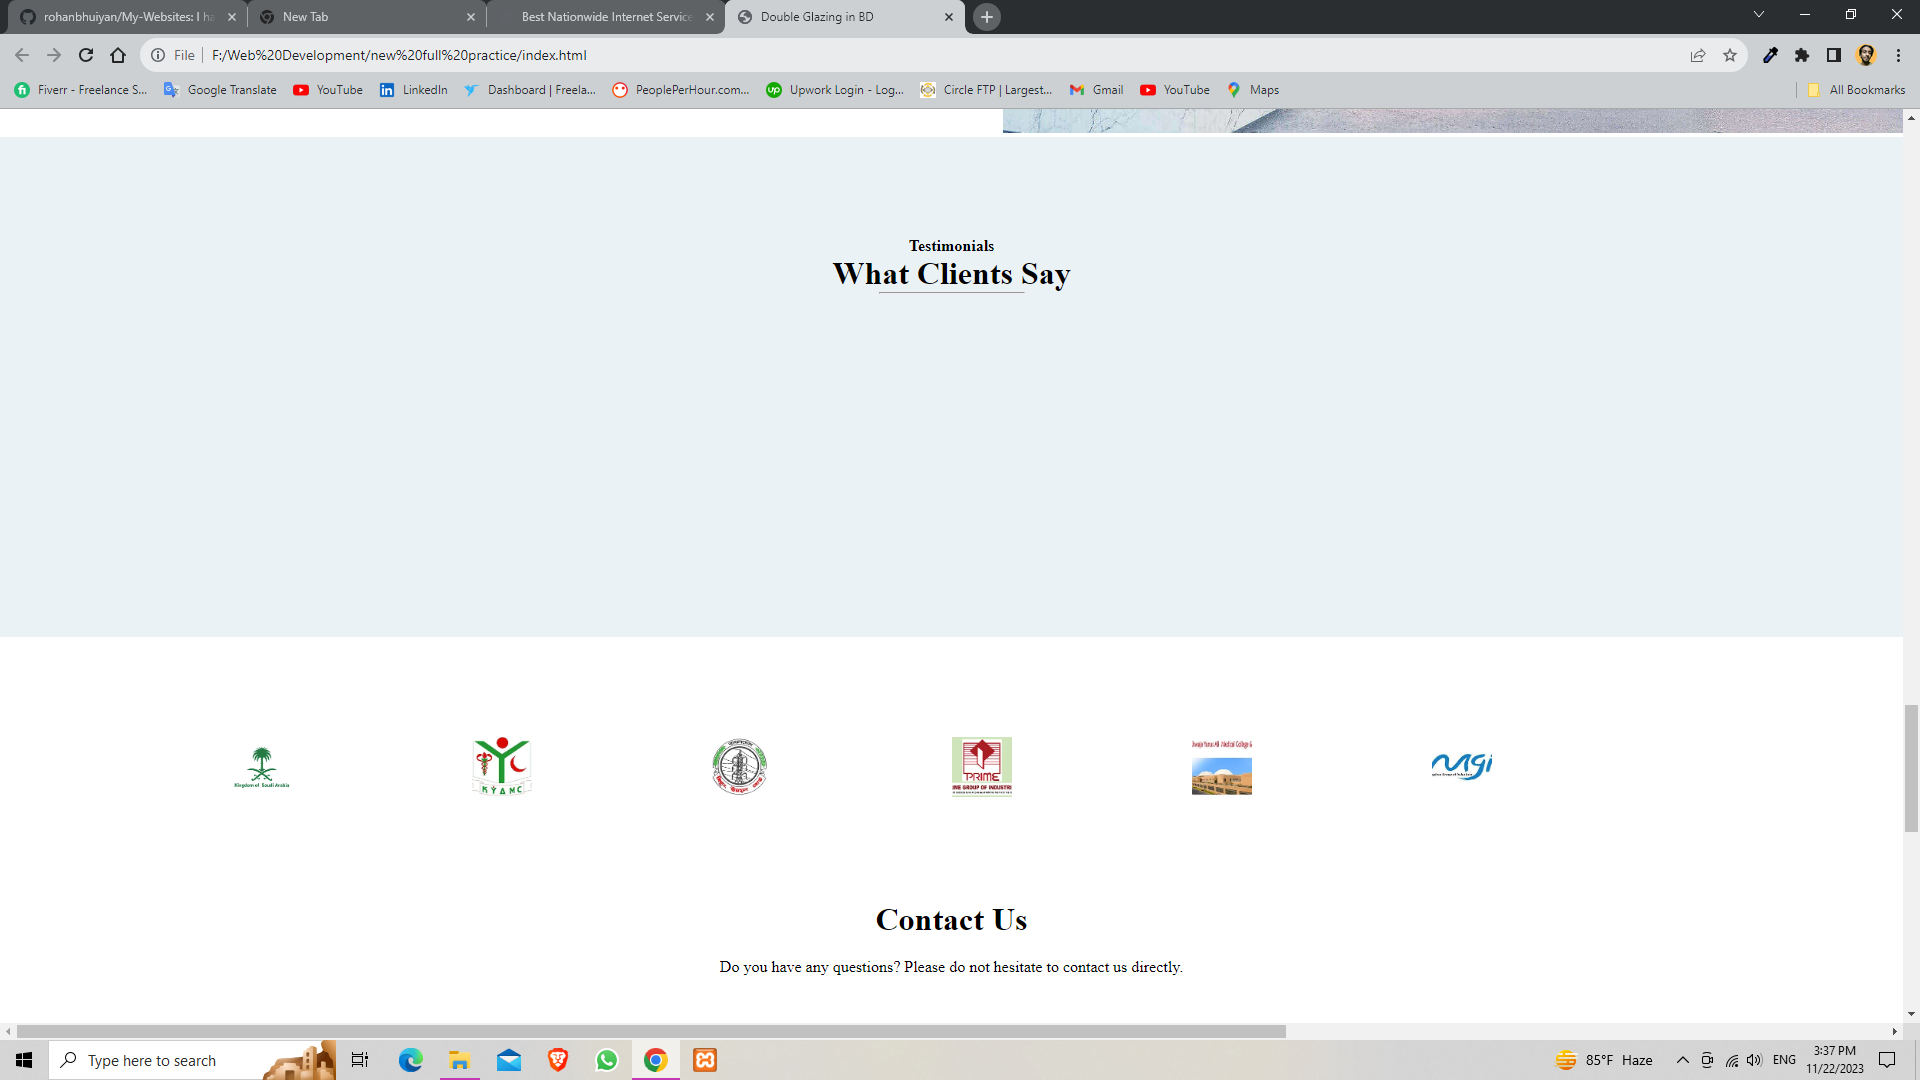 rohanbhuiyan/My-Websites: I ha
New Tab
Best Nationwide Internet Service
Double Glazing in BD
File
F:/Web%20Development/new%20full%20practice/index.html
Fiverr - Freelance S...
Google Translate
YouTube
LinkedIn
Dashboard | Freela...
PeoplePerHour.com...
Upwork Login - Log...
Circle FTP | Largest...
Gmail
YouTube
Maps
All Bookmarks
Testimonials
What Clients Say
Kingdom of Saudi Arabia
KYAMC
PRIME
ME GROUP OF INDUSTRI
Contact Us
Do you have any questions? Please do not hesitate to contact us directly.
Type here to search
85°F Haze
ENG
3:37 PM
11/22/2023